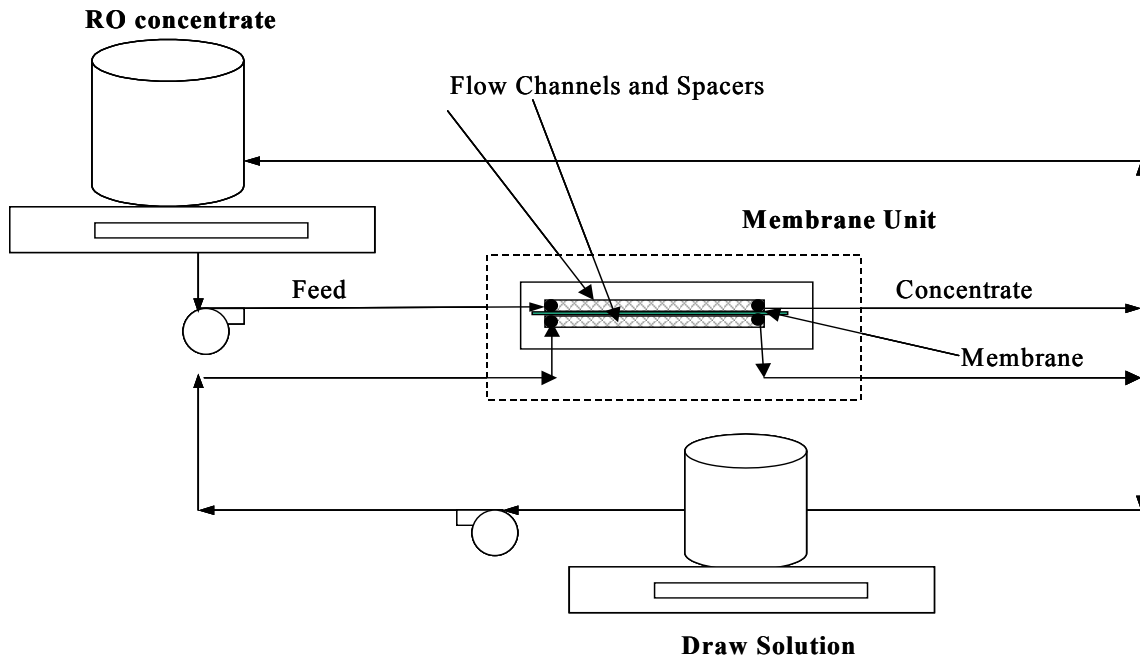 RO concentrate
Flow Channels and Spacers
Membrane Unit
Feed
Concentrate
Membrane
Draw Solution